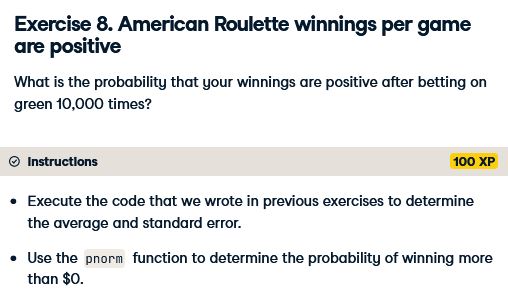 Exercise 8. American Roulette winnings per game
are positive
What is the probability that your winnings are positive after betting on
green 10,000 times?
Instructions
100 XP
• Execute the code that we wrote in previous exercises to determine
the average and standard error.
• Use the pnorm function to determine the probability of winning more
than $0.